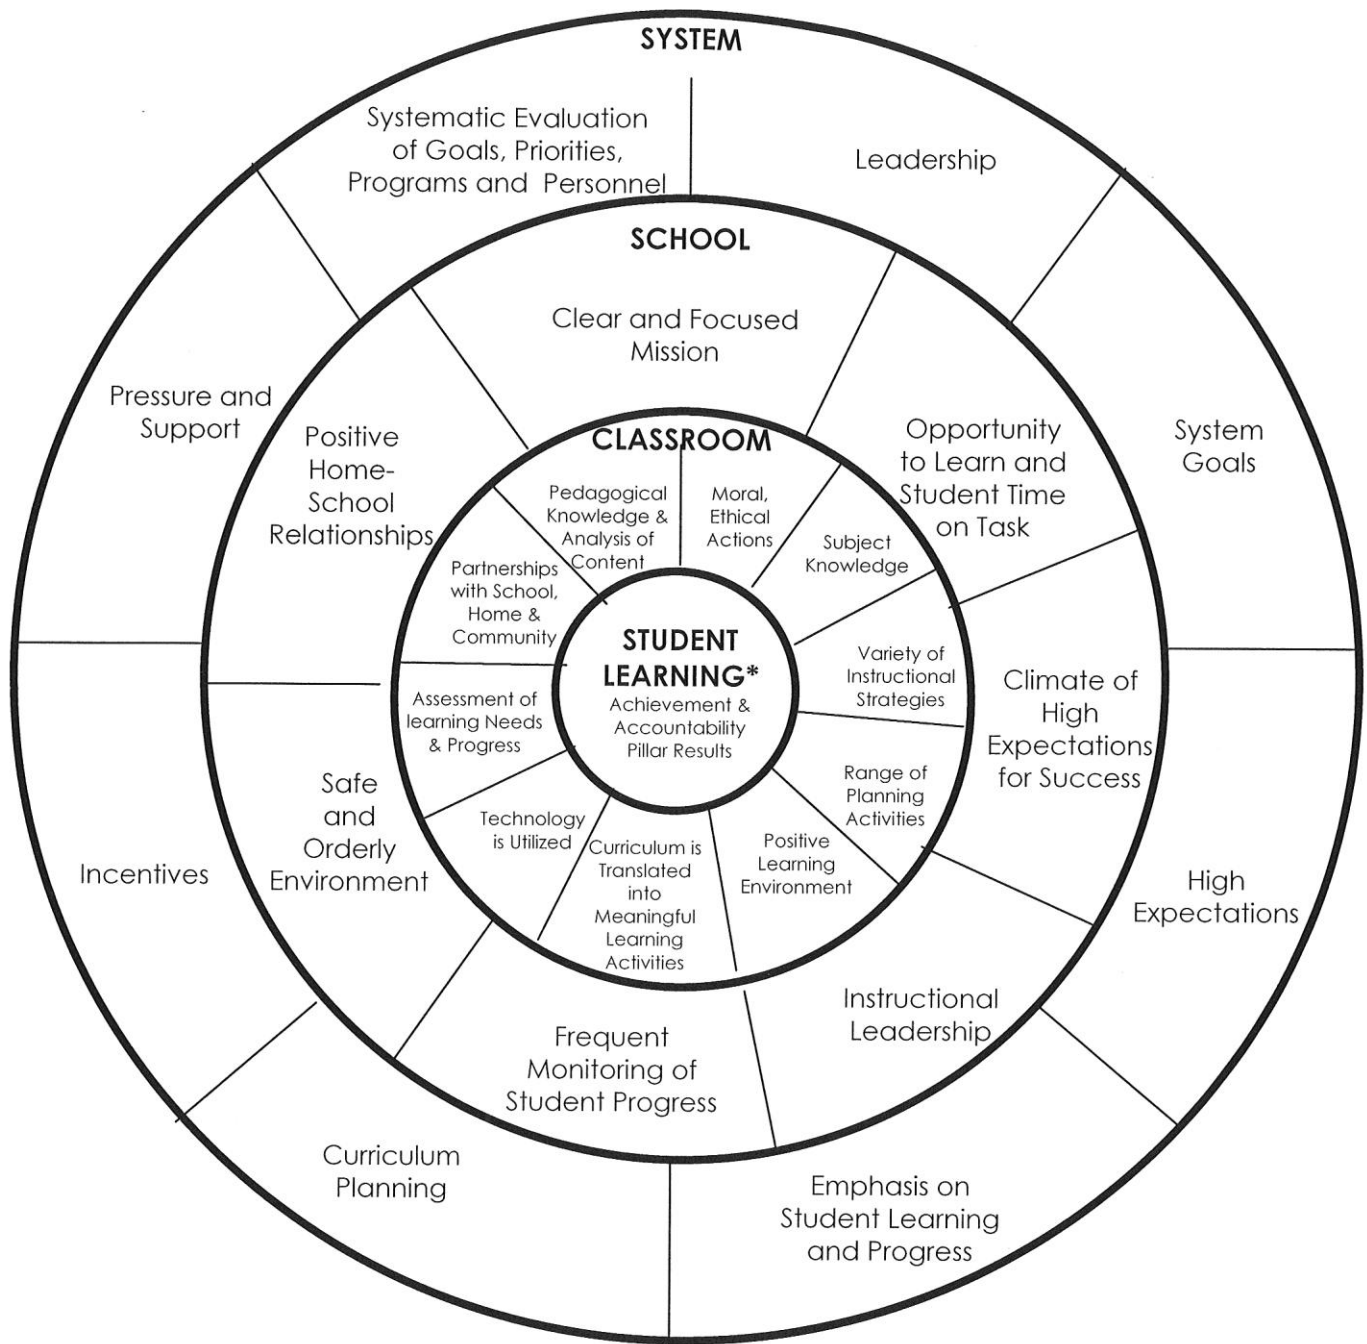 SYSTEM
Systematic Evaluation
of Goals, Priorities,
Programs and Personnel
Leadership
System
Goals
High
Expectations
Emphasis on
Student Learning
and Progress
Curriculum
Planning
Incentives
Pressure and
Support
SCHOOL
Clear and Focused
Mission
Opportunity
to Learn and
Student Time
on Task
Climate of
High
Expectations
for Success
Instructional
Leadership
Frequent
Monitoring of
Student Progress
Safe
and
Orderly
Environment
Positive
Home-
School
Relationships
CLASSROOM
Pedagogical
Knowledge &
Analysis of
Content
Moral,
Ethical
Actions
Subject
Knowledge
Variety of
Instructional
Strategies
Range of
Planning
Activities
Positive
Learning
Environment
Curriculum is
Translated
into
Meaningful
Learning
Activities
Technology
is Utilized
Assessment of
learning Needs
& Progress
Partnerships
with School,
Home &
Community
STUDENT
LEARNING*
Achievement &
Accountability
Pillar Results